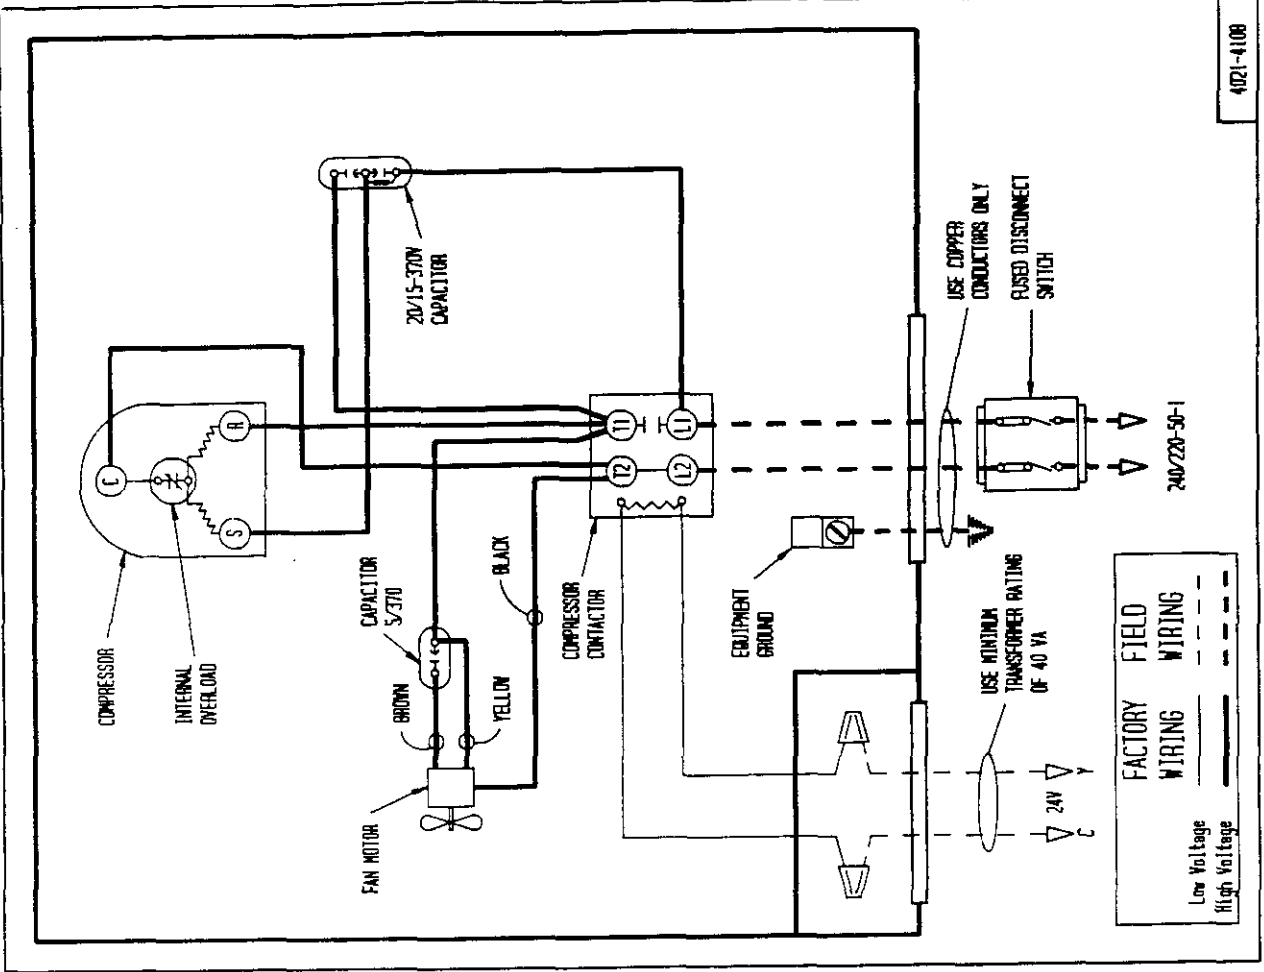 4021-4108
20/15-370V
CAPACITOR
COMPRESSOR
INTERNAL
OVERLOAD
C
R
S
CAPACITOR
5/370
BROWN
YELLOW
BLACK
FAN MOTOR
COMPRESSOR
CONTACTOR
T1
L1
T2
L2
EQUIPMENT
GROUND
USE COPPER
CONDUCTORS ONLY
FUSED DISCONNECT
SWITCH
240/220-50-1
USE MINIMUM
TRANSFORMER RATING
OF 40 VA
24V
Y
C
FACTORY
WIRING
FIELD
WIRING
Low Voltage
High Voltage